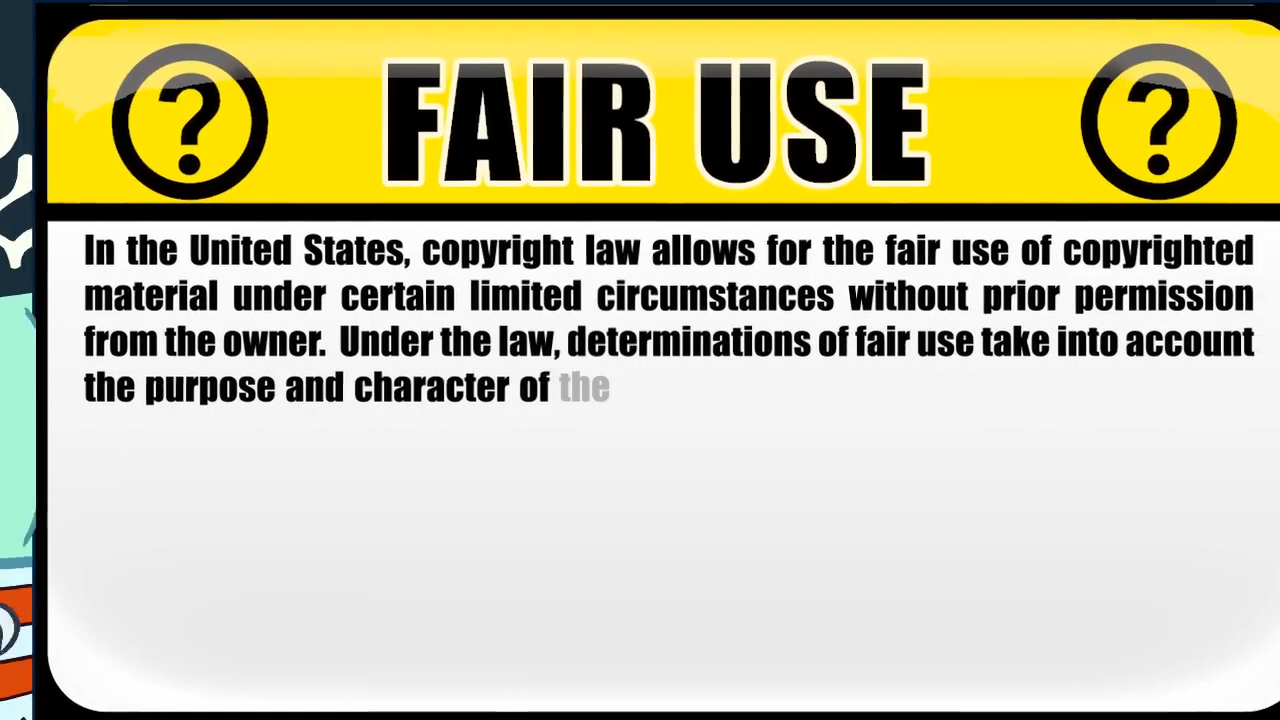 ? FAIR USE ?
In the United States, copyright law allows for the fair use of copyrighted
material under certain limited circumstances without prior permission
from the owner.  Under the law, determinations of fair use take into account
the purpose and character of the